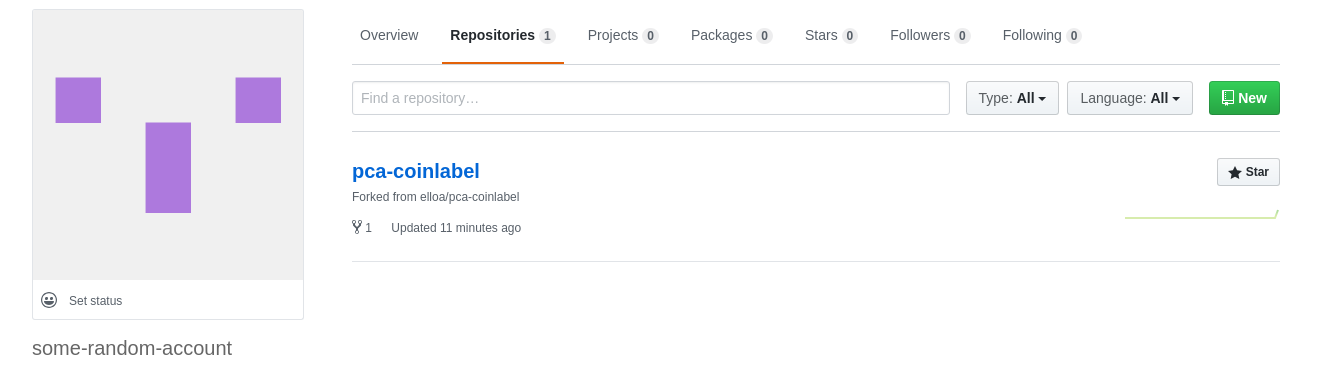 Overview Repositories 1 Projects 0 Packages 0 Stars 0 Followers 0 Following 0
Find a repository… Type: All Language: All New
pca-coinlabel Star
Forked from elloa/pca-coinlabel
1 Updated 11 minutes ago
Set status
some-random-account